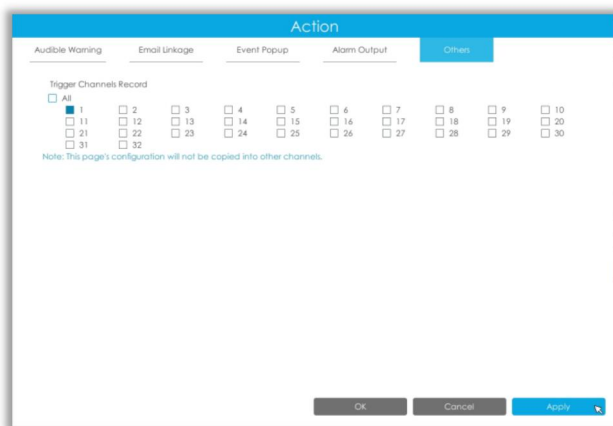 Action
Audible Warning Email Linkage Event Popup Alarm Output Others
Trigger Channels Record
All
1 2 3 4 5 6 7 8 9 10
11 12 13 14 15 16 17 18 19 20
21 22 23 24 25 26 27 28 29 30
31 32
Note: This page's configuration will not be copied into other channels.
OK Cancel Apply